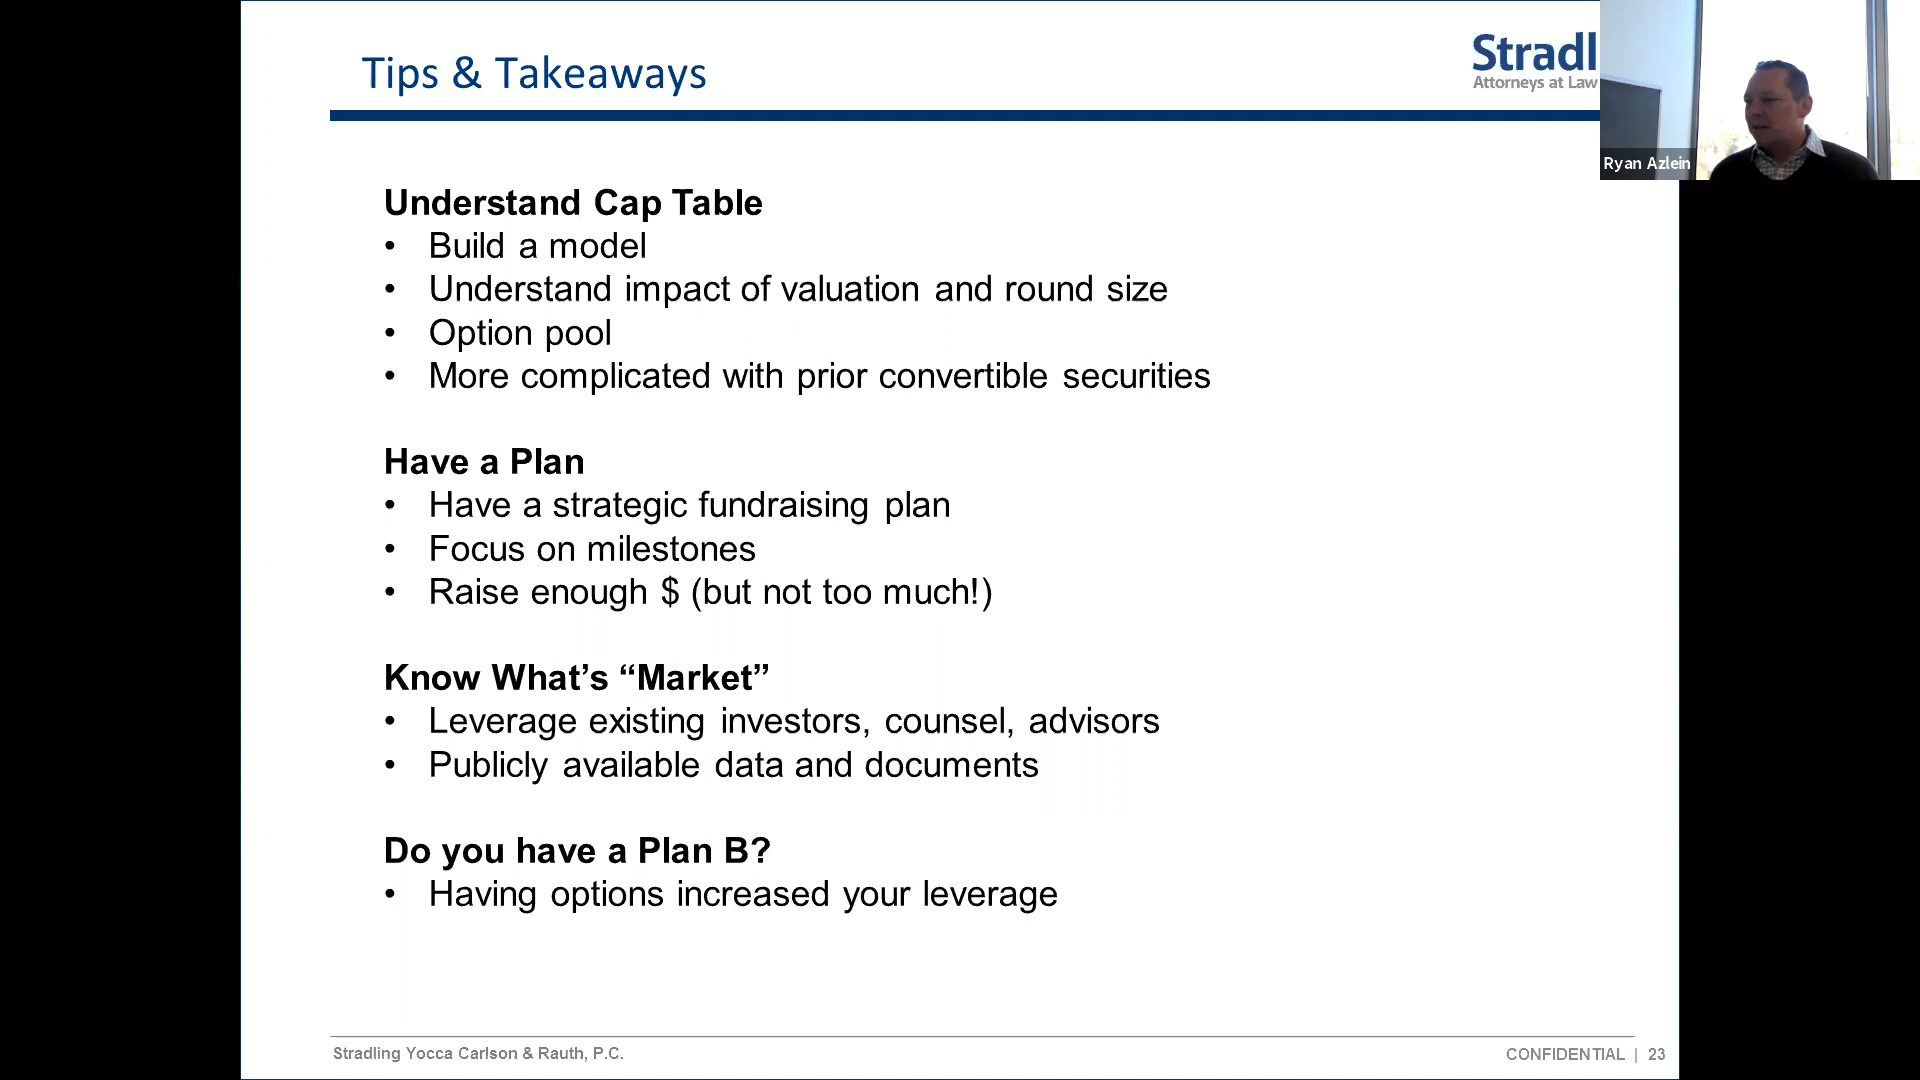 Tips & Takeaways
Stradl
Attorneys at Law
Ryan Azlein
Understand Cap Table
• Build a model
• Understand impact of valuation and round size
• Option pool
• More complicated with prior convertible securities
Have a Plan
• Have a strategic fundraising plan
• Focus on milestones
• Raise enough $ (but not too much!)
Know What’s “Market”
• Leverage existing investors, counsel, advisors
• Publicly available data and documents
Do you have a Plan B?
• Having options increased your leverage
Stradling Yocca Carlson & Rauth, P.C.
CONFIDENTIAL | 23